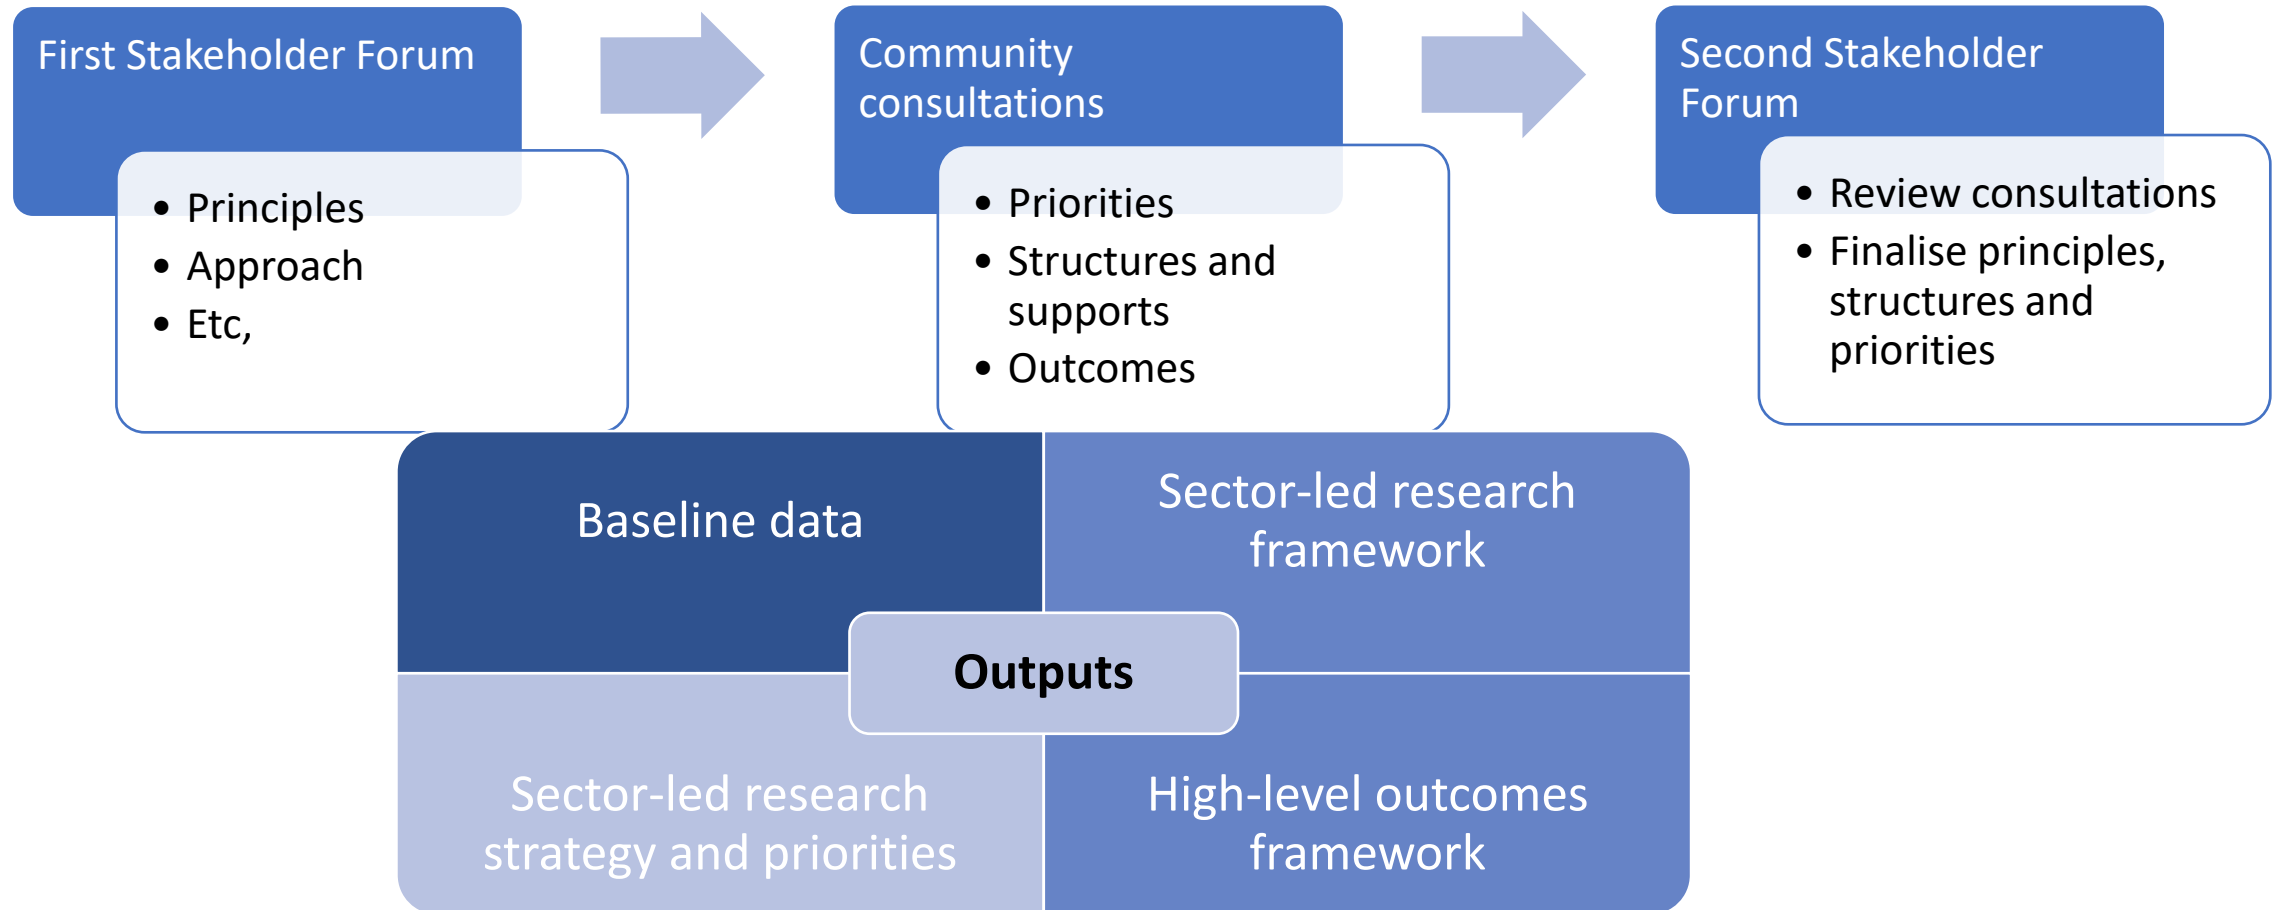 First Stakeholder Forum
• Principles
• Approach
• Etc,
Community
consultations
• Priorities
• Structures and
supports
• Outcomes
Second Stakeholder
Forum
• Review consultations
• Finalise principles,
structures and
priorities
Baseline data
Sector-led research
framework
Outputs
Sector-led research
strategy and priorities
High-level outcomes
framework